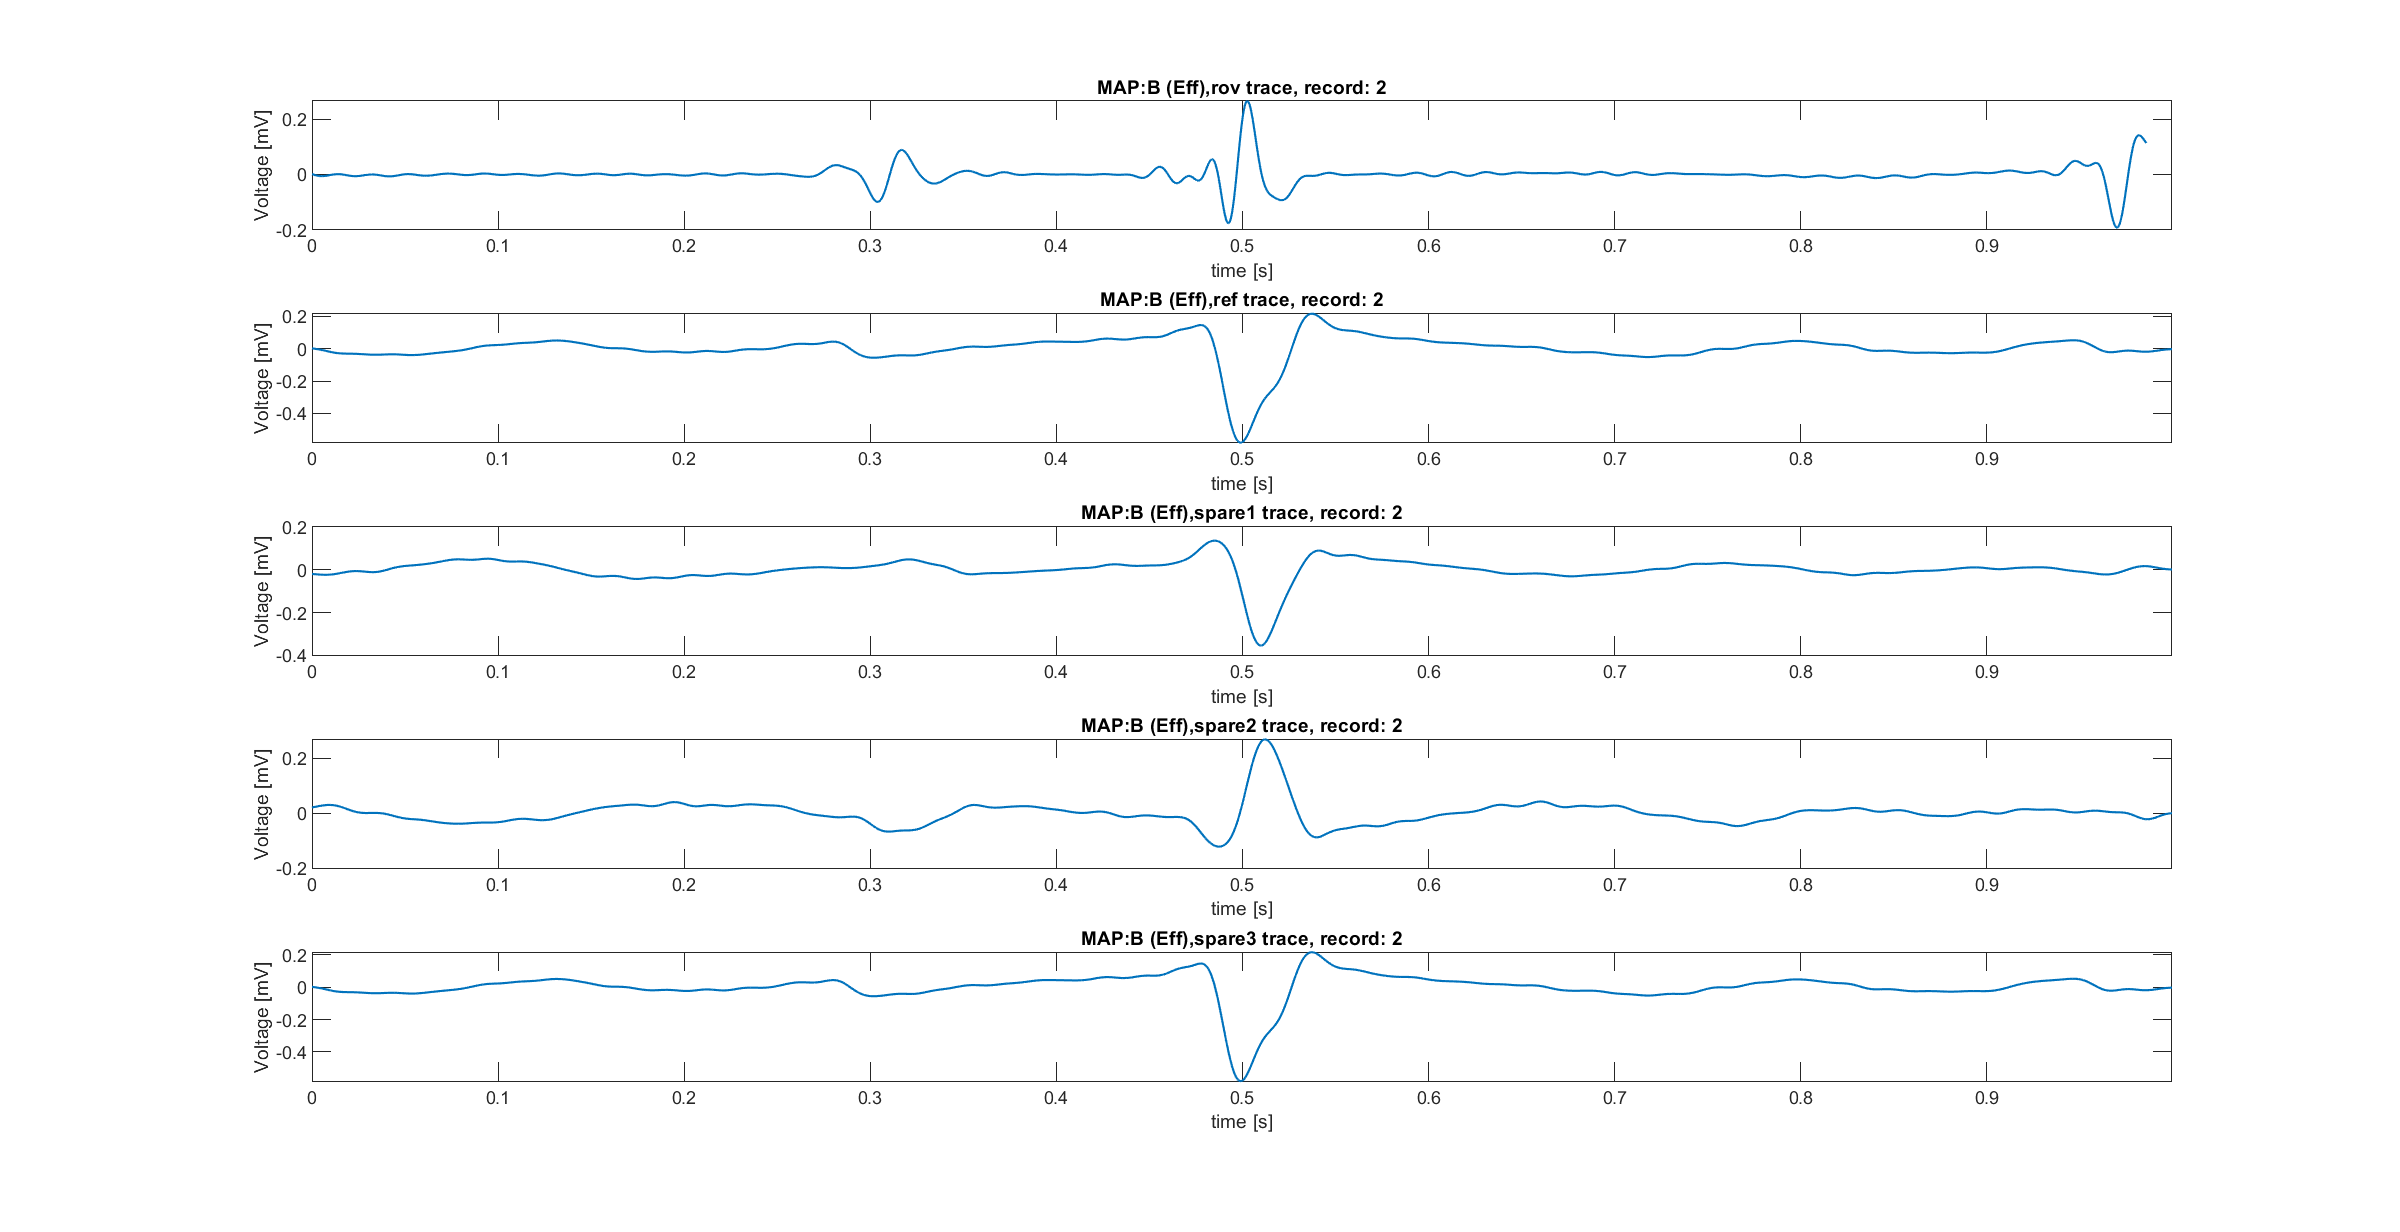 MAP:B (Eff),rov trace, record: 2
Voltage [mV]
0.2
0
-0.2
0 0.1 0.2 0.3 0.4 0.5 0.6 0.7 0.8 0.9
time [s]
MAP:B (Eff),ref trace, record: 2
Voltage [mV]
0.2
0
-0.2
-0.4
0 0.1 0.2 0.3 0.4 0.5 0.6 0.7 0.8 0.9
time [s]
MAP:B (Eff),spare1 trace, record: 2
Voltage [mV]
0.2
0
-0.2
-0.4
0 0.1 0.2 0.3 0.4 0.5 0.6 0.7 0.8 0.9
time [s]
MAP:B (Eff),spare2 trace, record: 2
Voltage [mV]
0.2
0
-0.2
0 0.1 0.2 0.3 0.4 0.5 0.6 0.7 0.8 0.9
time [s]
MAP:B (Eff),spare3 trace, record: 2
Voltage [mV]
0.2
0
-0.2
-0.4
0 0.1 0.2 0.3 0.4 0.5 0.6 0.7 0.8 0.9
time [s]